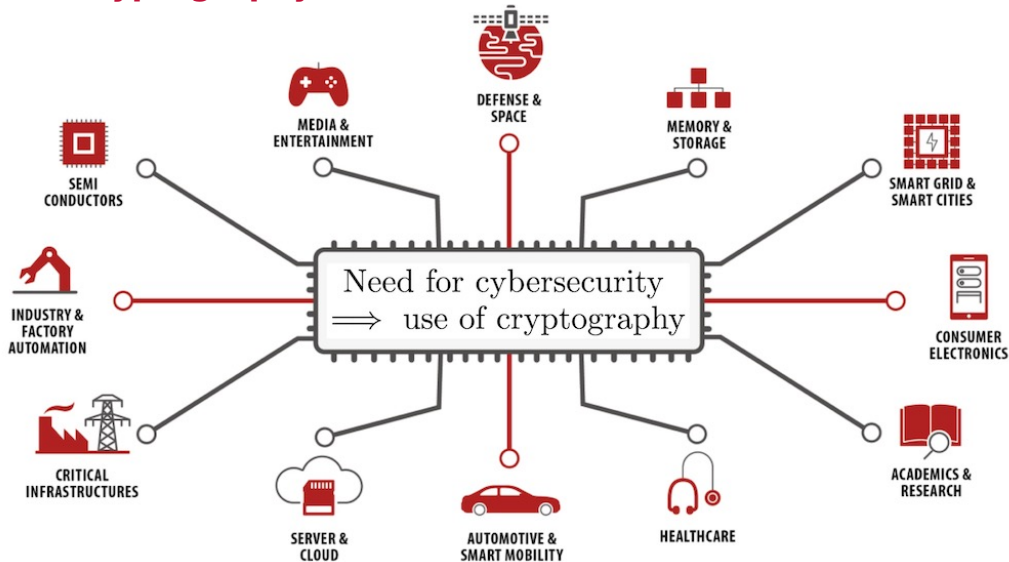 DEFENSE &
SPACE
MEDIA &
ENTERTAINMENT
MEMORY &
STORAGE
SEMI
CONDUCTORS
SMART GRID &
SMART CITIES
Need for cybersecurity
⟹ use of cryptography
INDUSTRY &
FACTORY
AUTOMATION
CONSUMER
ELECTRONICS
CRITICAL
INFRASTRUCTURES
ACADEMICS &
RESEARCH
SERVER &
CLOUD
AUTOMOTIVE &
SMART MOBILITY
HEALTHCARE